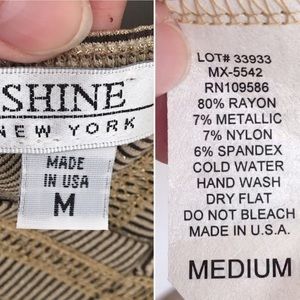 SHINE
NEW YORK
MADE
IN USA
M
LOT# 33933
MX-5542
RN109586
80% RAYON
7% METALLIC
7% NYLON
6% SPANDEX
COLD WATER
HAND WASH
DRY FLAT
DO NOT BLEACH
MADE IN U.S.A.
MEDIUM